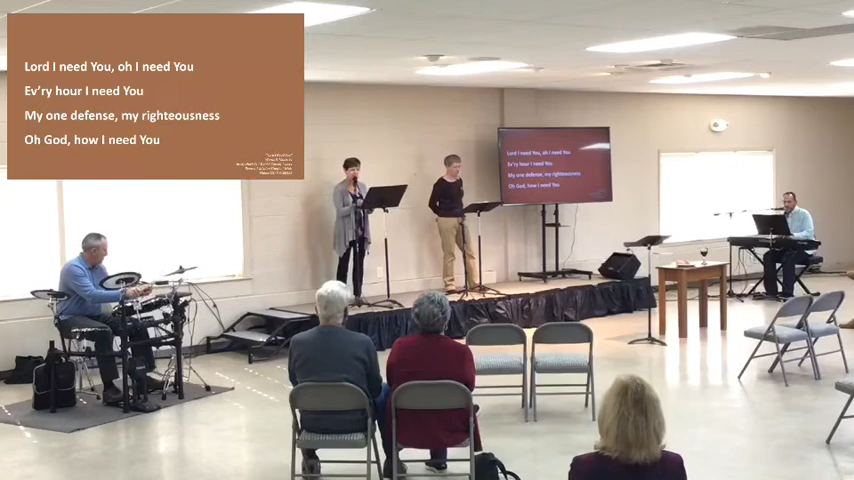 Lord I need You, oh I need You
Ev'ry hour I need You
My one defense, my righteousness
Oh God, how I need You
Lord I need You, oh I need You
Ev'ry hour I need You
My one defense, my righteousness
Oh God, how I need You